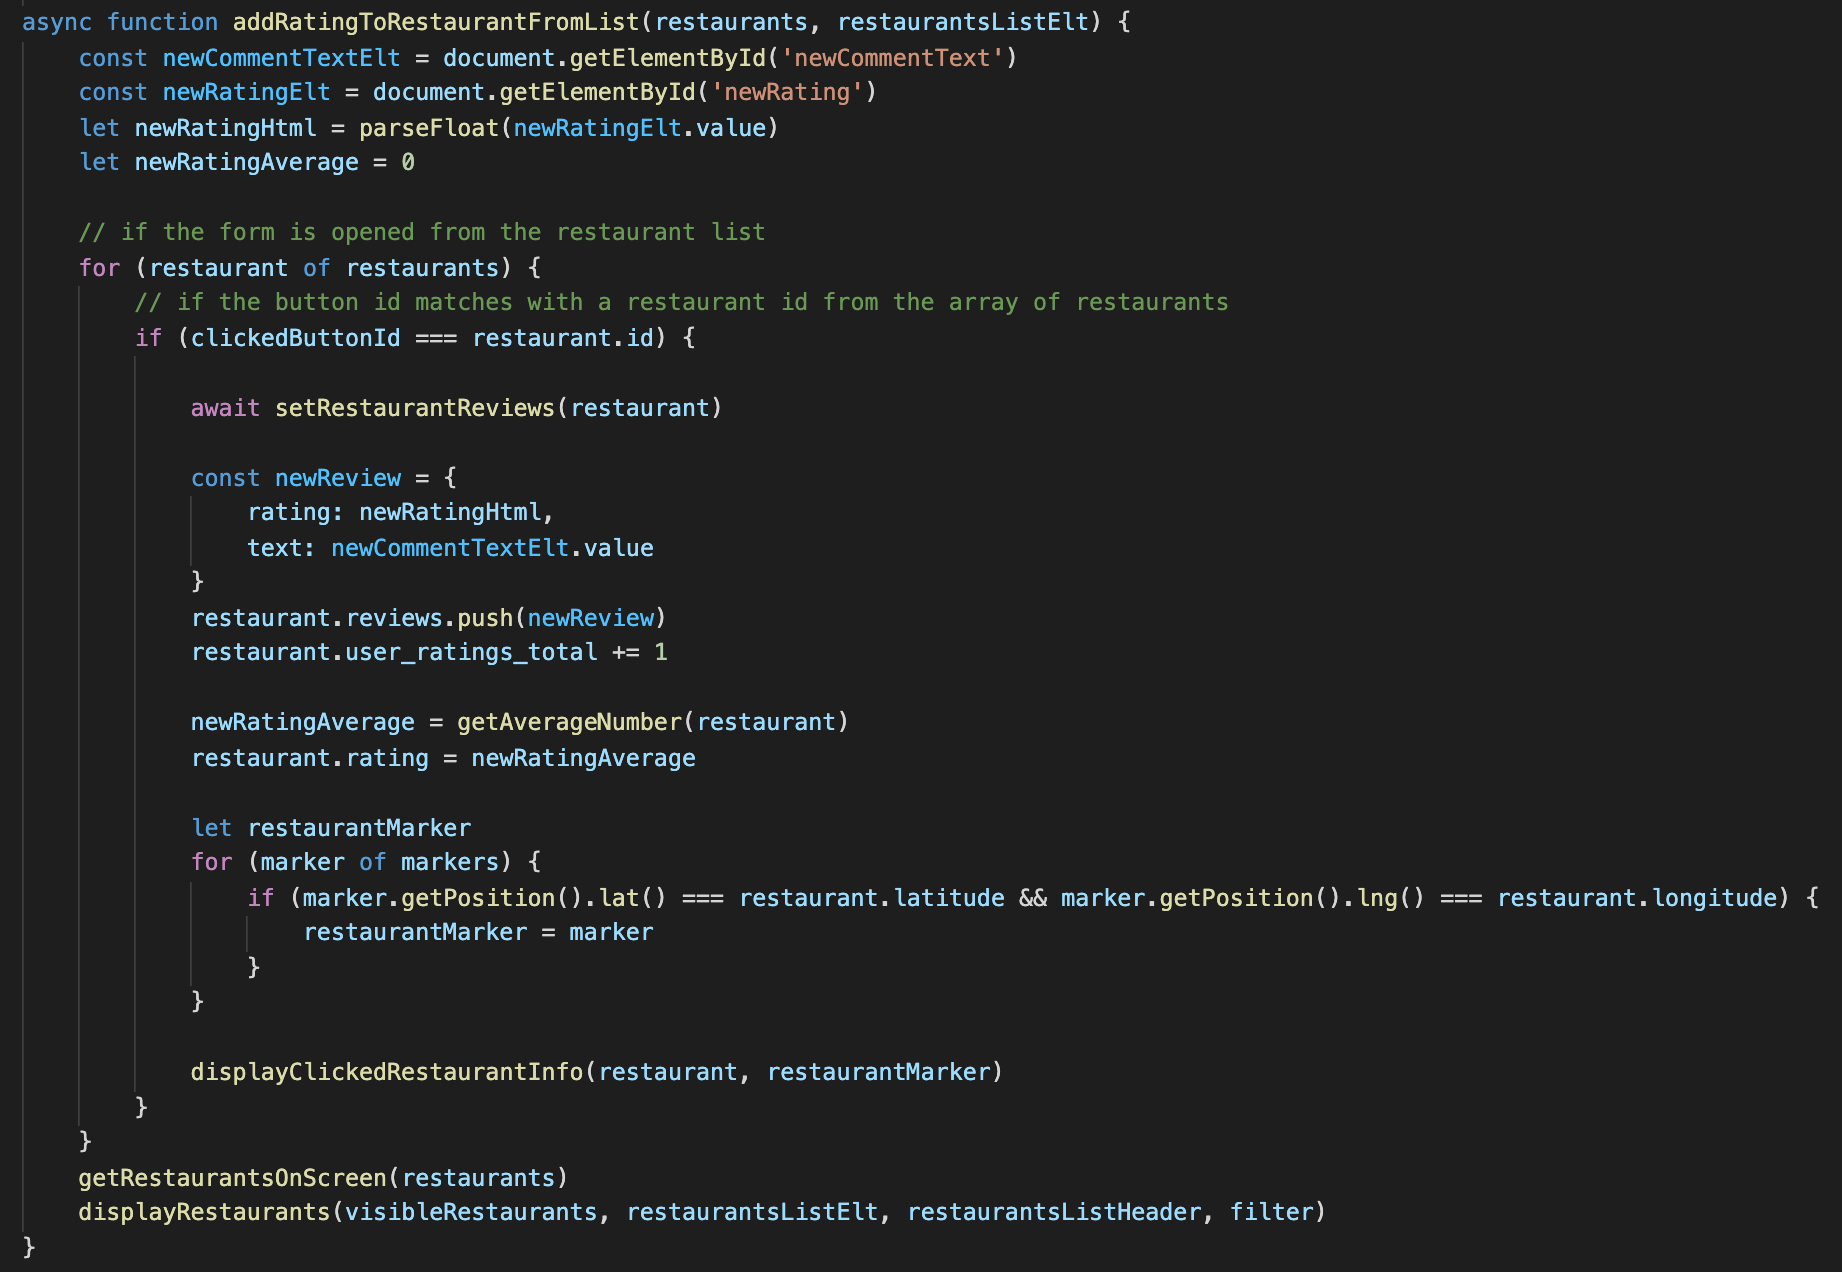 async function addRatingToRestaurantFromList(restaurants, restaurantsListElt) {
    const newCommentTextElt = document.getElementById('newCommentText')
    const newRatingElt = document.getElementById('newRating')
    let newRatingHtml = parseFloat(newRatingElt.value)
    let newRatingAverage = 0

    // if the form is opened from the restaurant list
    for (restaurant of restaurants) {
        // if the button id matches with a restaurant id from the array of restaurants
        if (clickedButtonId === restaurant.id) {

            await setRestaurantReviews(restaurant)

            const newReview = {
                rating: newRatingHtml,
                text: newCommentTextElt.value
            }
            restaurant.reviews.push(newReview)
            restaurant.user_ratings_total += 1

            newRatingAverage = getAverageNumber(restaurant)
            restaurant.rating = newRatingAverage

            let restaurantMarker
            for (marker of markers) {
                if (marker.getPosition().lat() === restaurant.latitude && marker.getPosition().lng() === restaurant.longitude) {
                    restaurantMarker = marker
                }
            }

            displayClickedRestaurantInfo(restaurant, restaurantMarker)
        }
    }
    getRestaurantsOnScreen(restaurants)
    displayRestaurants(visibleRestaurants, restaurantsListElt, restaurantsListHeader, filter)
}